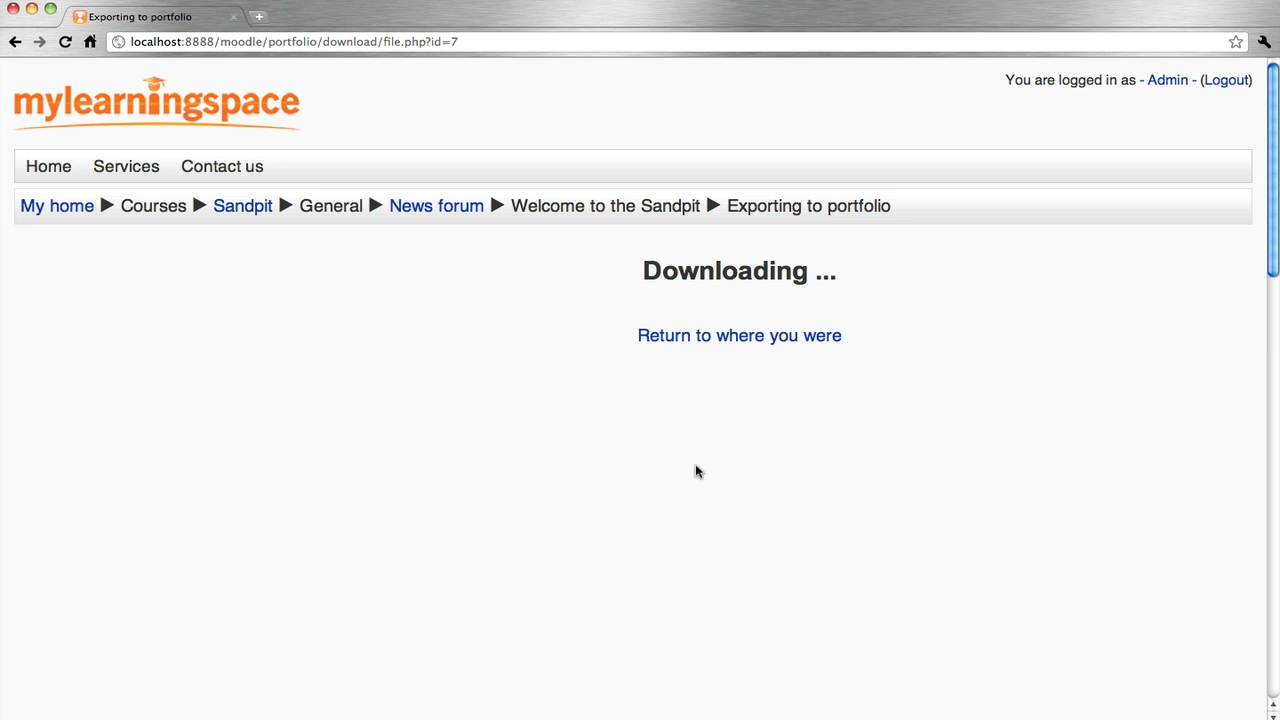 Exporting to portfolio
localhost:8888/moodle/portfolio/download/file.php?id=7
mylearningspace
You are logged in as - Admin - (Logout)
Home Services Contact us
My home ► Courses ► Sandpit ► General ► News forum ► Welcome to the Sandpit ► Exporting to portfolio
Downloading ...
Return to where you were